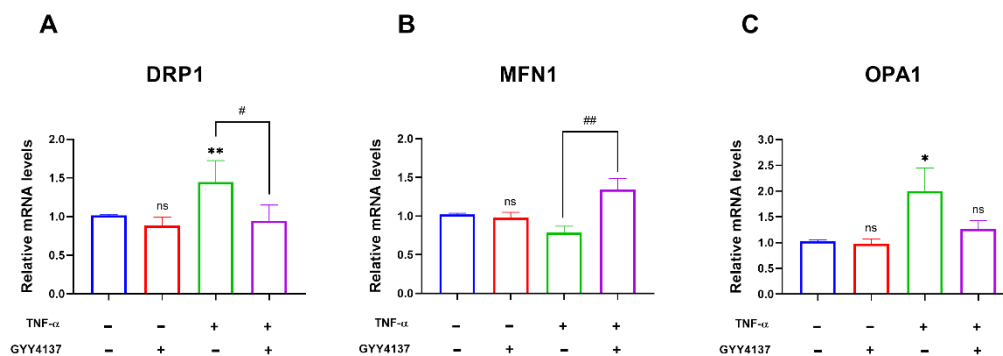 A
DRP1
Relative mRNA levels
2.0
1.5
1.0
0.5
0.0
ns
**
#
TNF-α – – + +
GYY4137 – + – +
B
MFN1
Relative mRNA levels
2.0
1.5
1.0
0.5
0.0
ns
##
TNF-α – – + +
GYY4137 – + – +
C
OPA1
Relative mRNA levels
3.0
2.5
2.0
1.5
1.0
0.5
0.0
ns
*
ns
TNF-α – – + +
GYY4137 – + – +